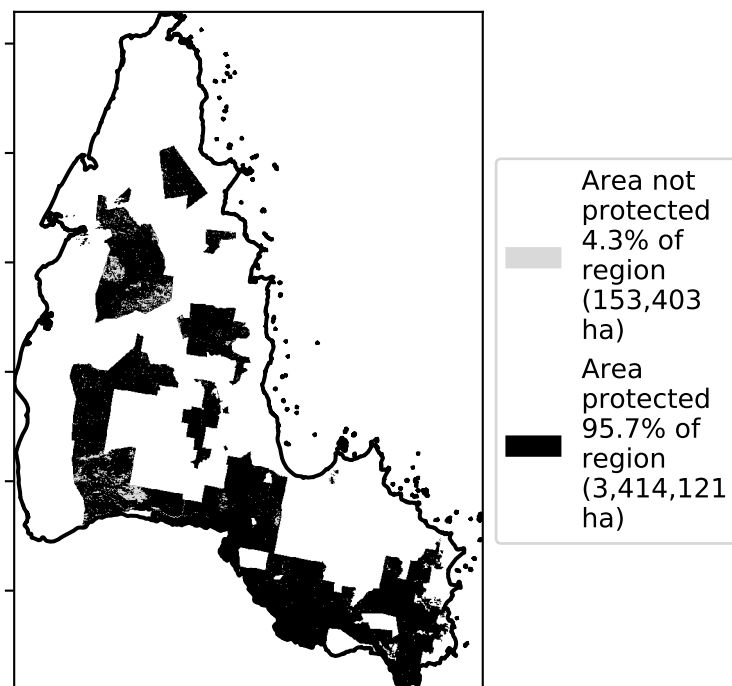 Area not
protected
4.3% of
region
(153,403
ha)
Area
protected
95.7% of
region
(3,414,121
ha)